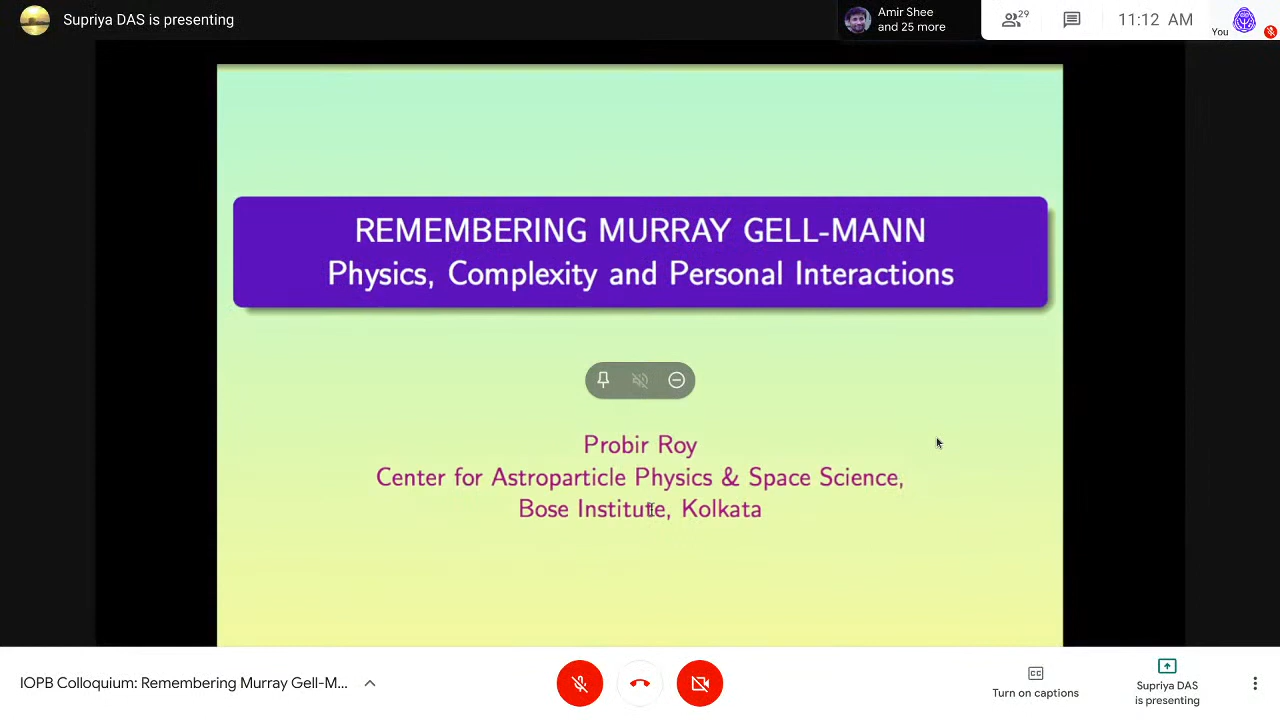 Supriya DAS is presenting
Amir Shee
and 25 more
29
11:12 AM
You
REMEMBERING MURRAY GELL-MANN
Physics, Complexity and Personal Interactions
Probir Roy
Center for Astroparticle Physics & Space Science,
Bose Institute, Kolkata
IOPB Colloquium: Remembering Murray Gell-M...
CC
Turn on captions
Supriya DAS
is presenting